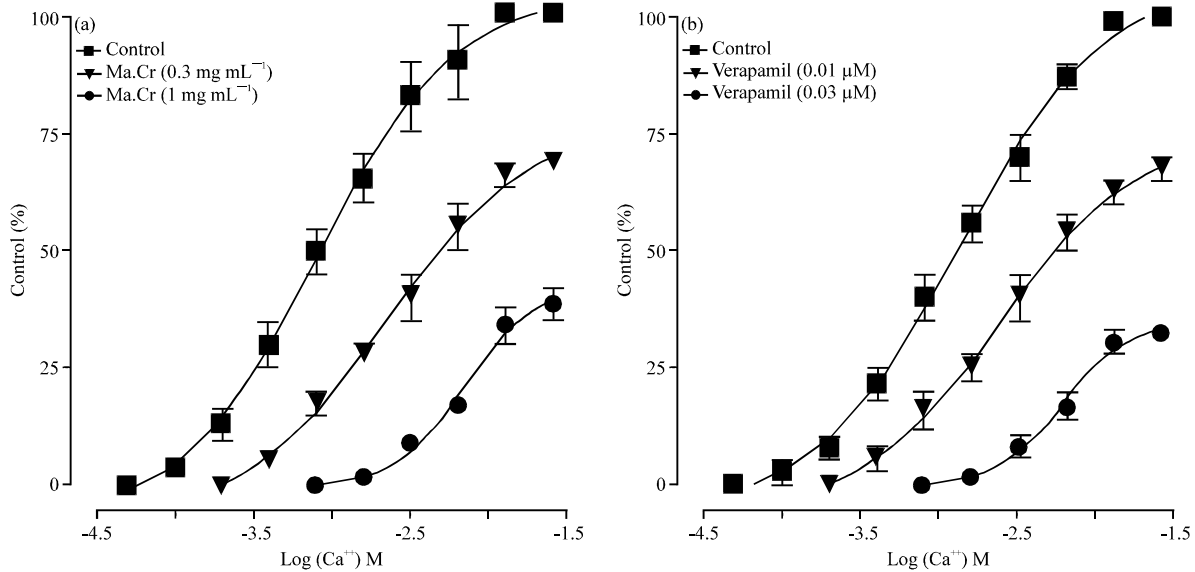 (a)
Control
Ma.Cr (0.3 mg mL⁻¹)
Ma.Cr (1 mg mL⁻¹)
100
75
50
25
0
Control (%)
-4.5
-3.5
-2.5
-1.5
Log (Ca⁺⁺) M
(b)
Control
Verapamil (0.01 µM)
Verapamil (0.03 µM)
100
75
50
25
0
Control (%)
-4.5
-3.5
-2.5
-1.5
Log (Ca⁺⁺) M